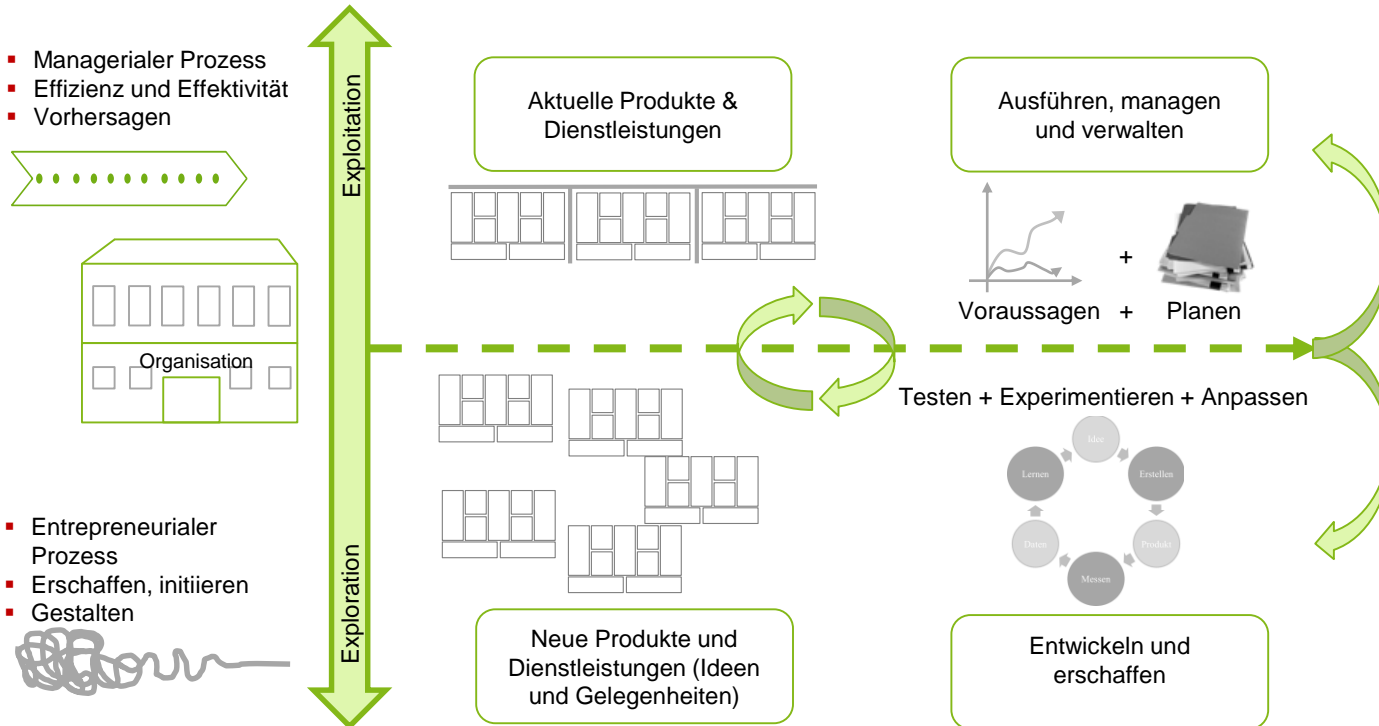 Managerialer Prozess
Effizienz und Effektivität
Vorhersagen
Organisation
Entrepreneurialer
Prozess
Erschaffen, initiieren
Gestalten
Exploitation
Exploration
Aktuelle Produkte &
Dienstleistungen
Neue Produkte und
Dienstleistungen (Ideen
und Gelegenheiten)
Ausführen, managen
und verwalten
+
Voraussagen + Planen
Testen + Experimentieren + Anpassen
Idee
Erstellen
Produkt
Messen
Daten
Lernen
Entwickeln und
erschaffen